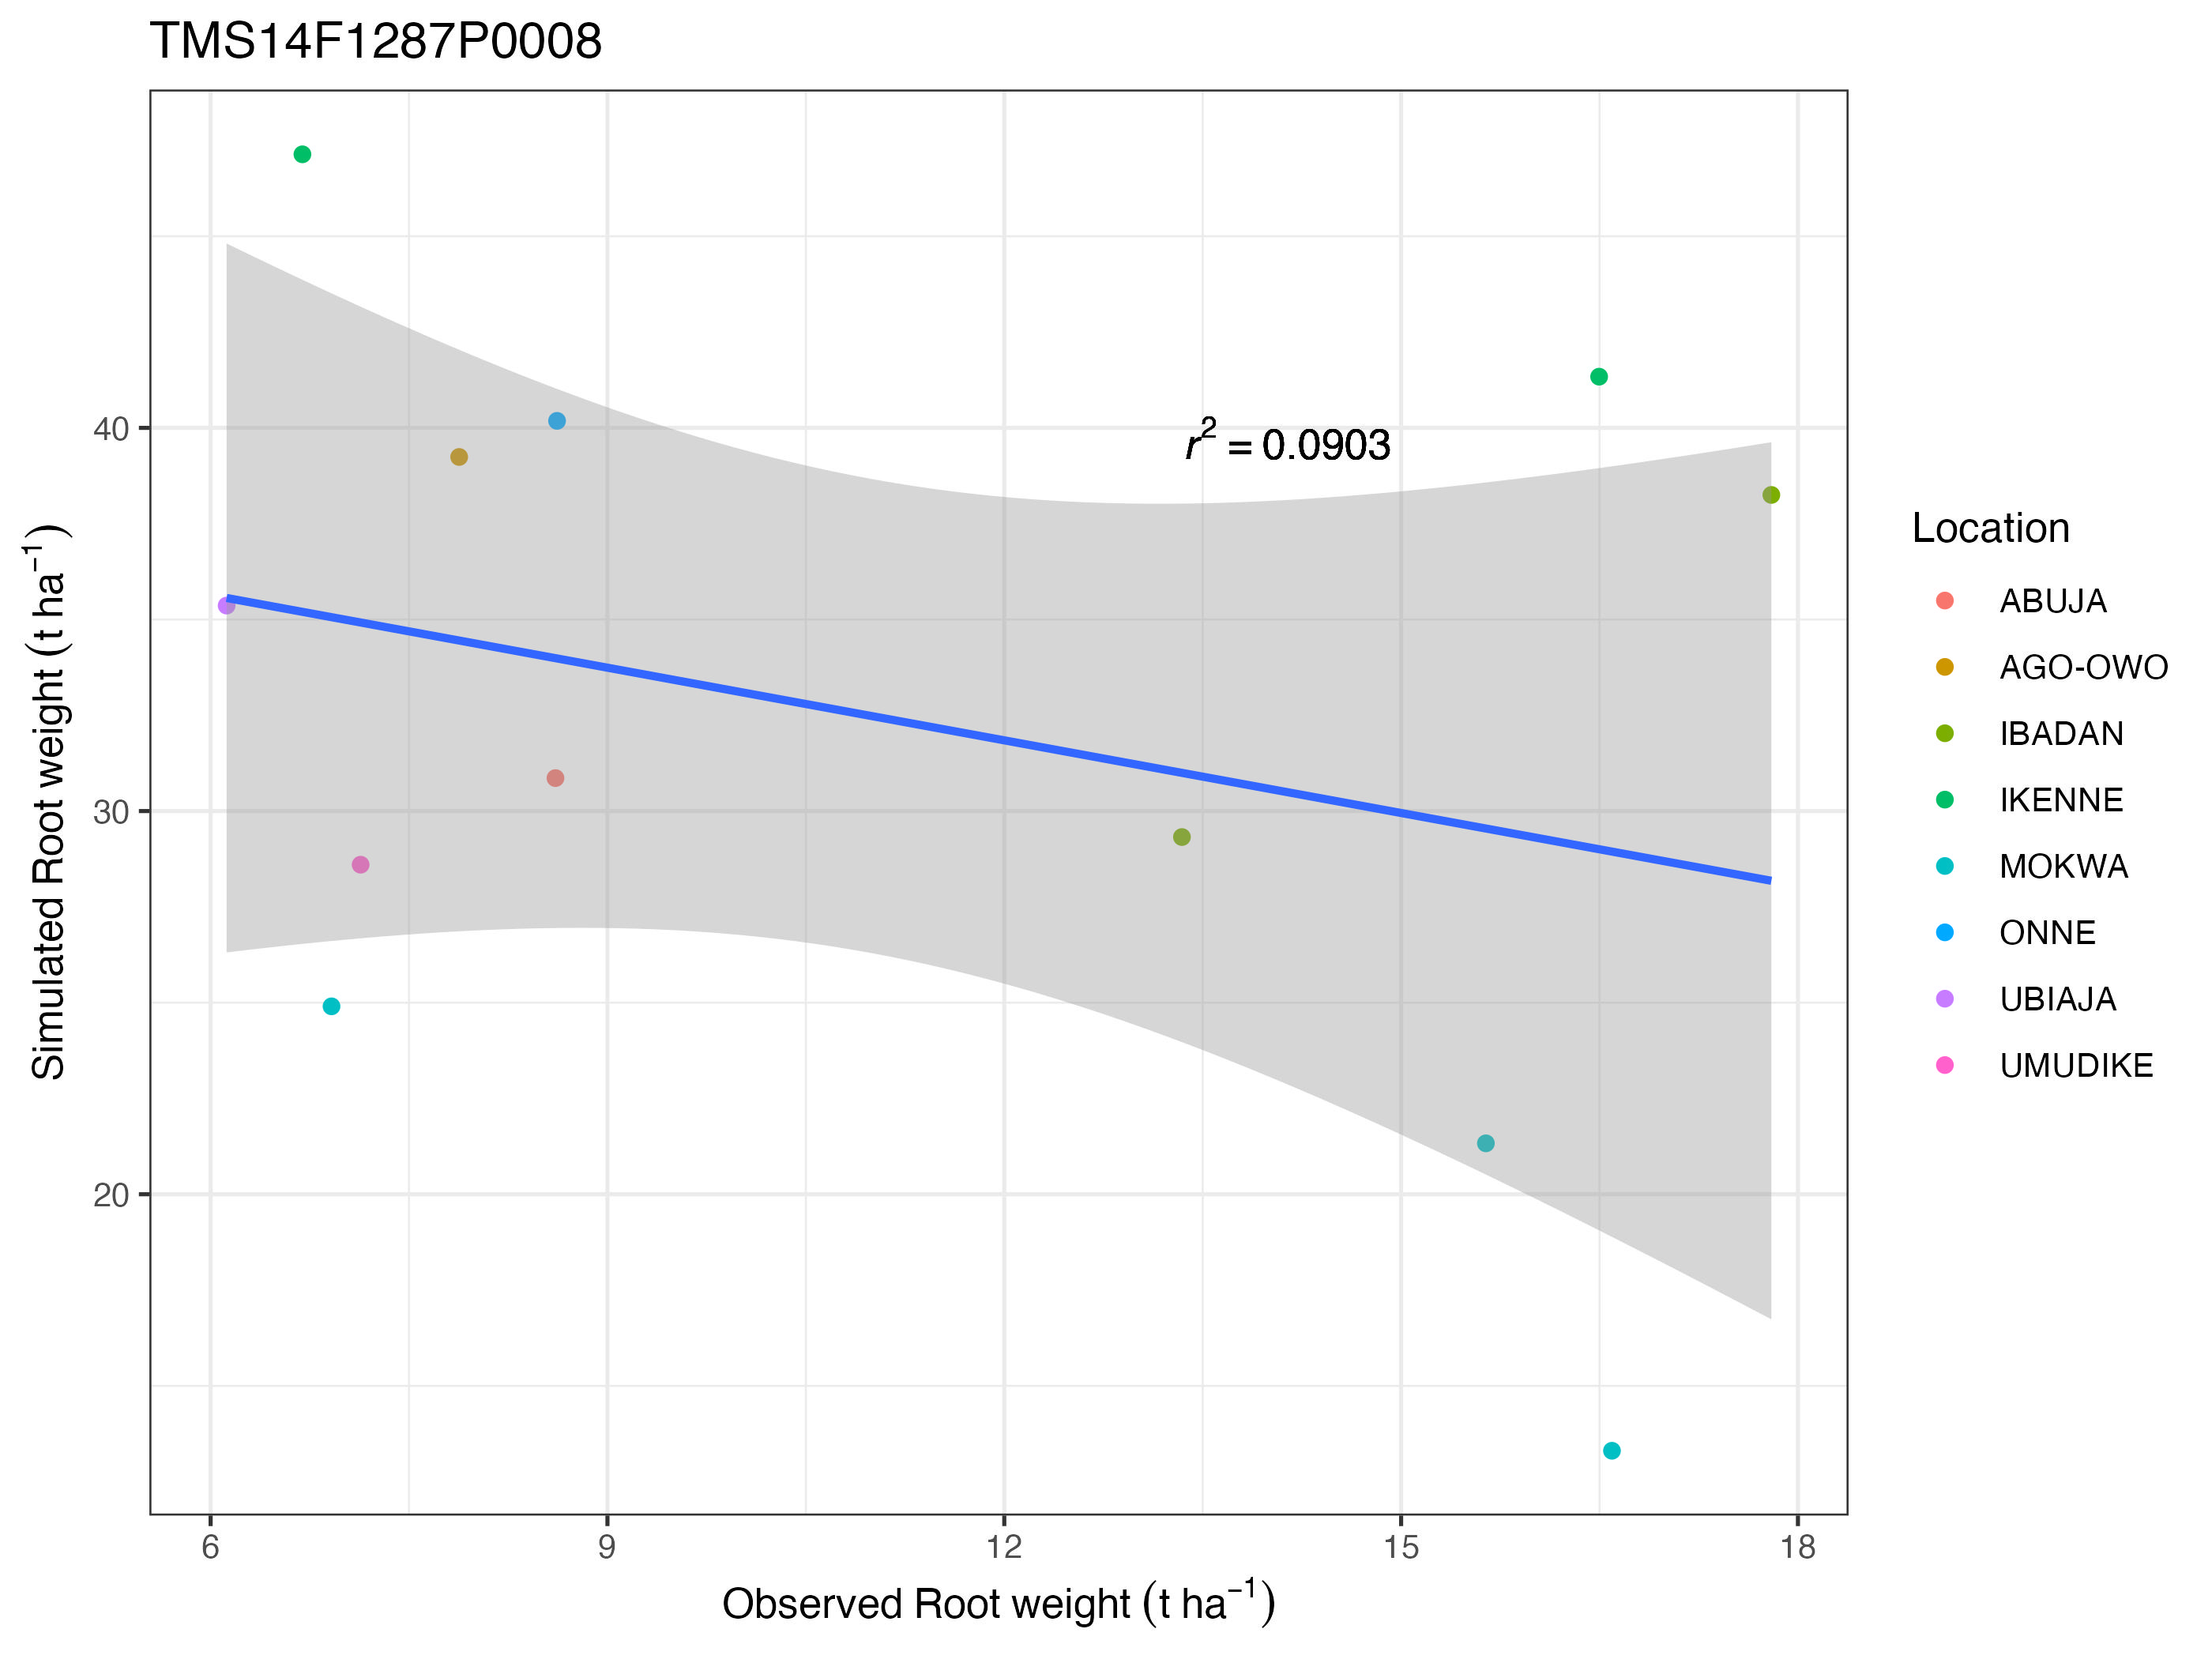 TMS14F1287P0008
40
30
20
6 9 12 15 18
Simulated Root weight (t ha⁻¹)
Observed Root weight (t ha⁻¹)
r² = 0.0903
Location
ABUJA
AGO-OWO
IBADAN
IKENNE
MOKWA
ONNE
UBIAJA
UMUDIKE